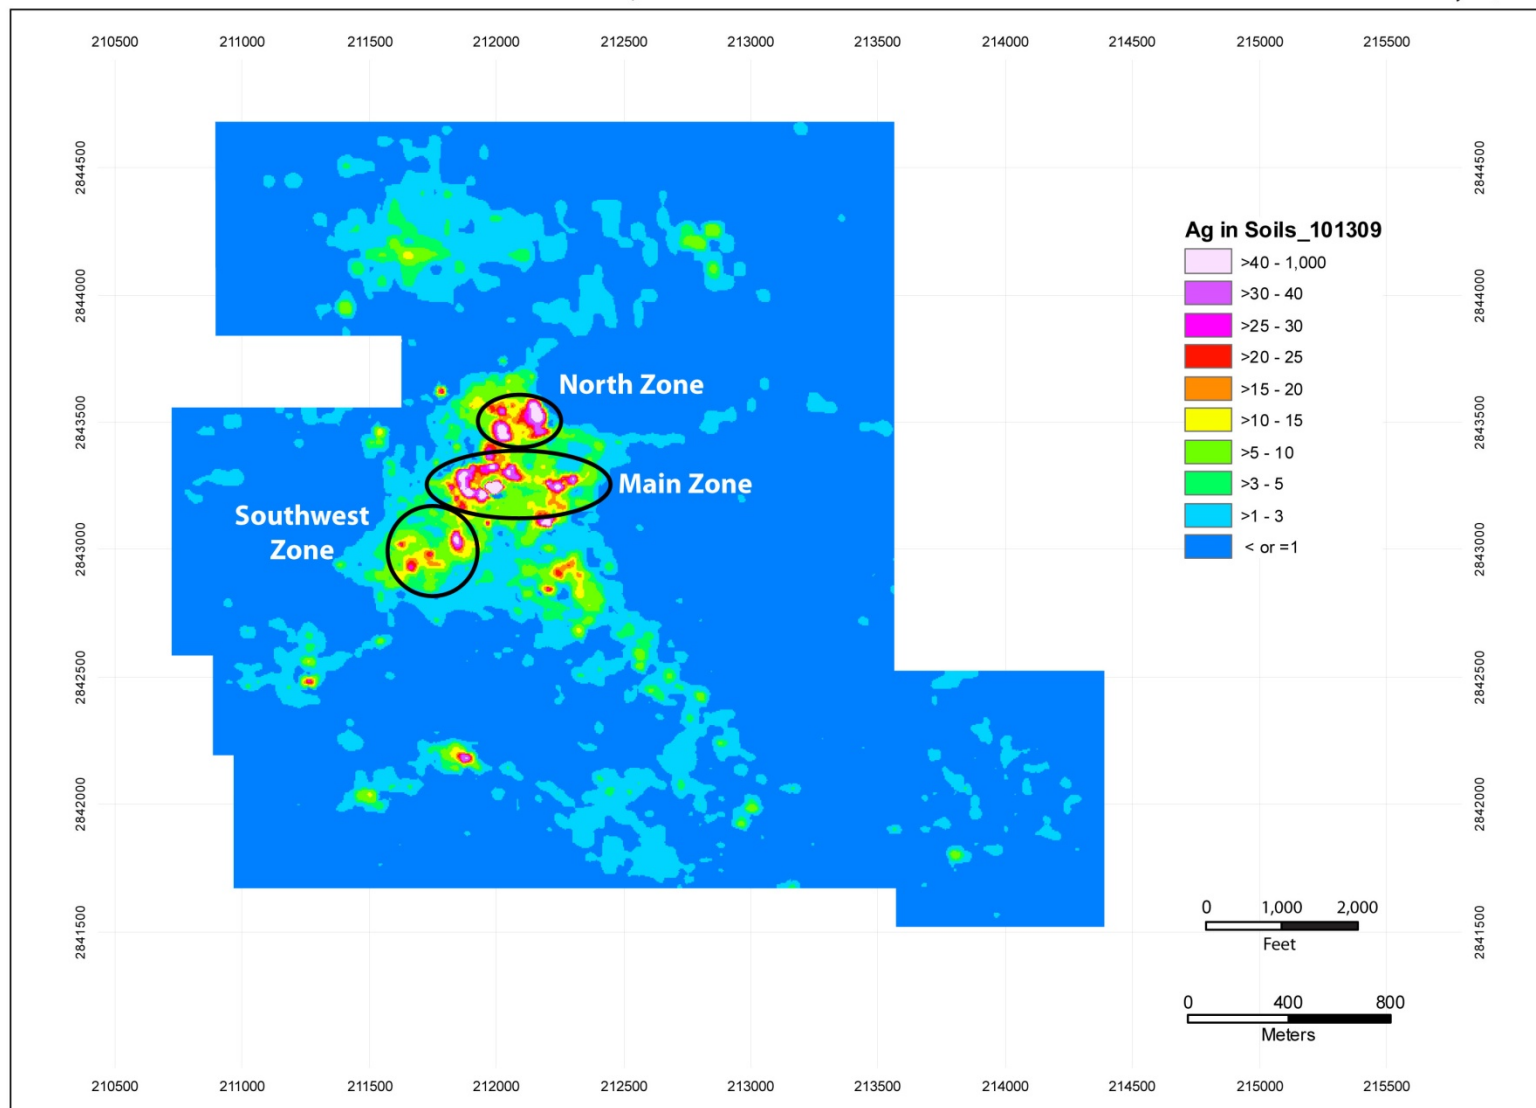 210500 211000 211500 212000 212500 213000 213500 214000 214500 215000 215500
2844500 2844500
Ag in Soils_101309
>40 - 1,000
>30 - 40
2844000 2844000
>25 - 30
>20 - 25
>15 - 20
North Zone
>10 - 15
2843500 2843500
>5 - 10
Main Zone
>3 - 5
Southwest
Zone
>1 - 3
2843000 2843000
< or =1
2842500 2842500
2842000 2842000
0 1,000 2,000
Feet
2841500 2841500
0 400 800
Meters
210500 211000 211500 212000 212500 213000 213500 214000 214500 215000 215500